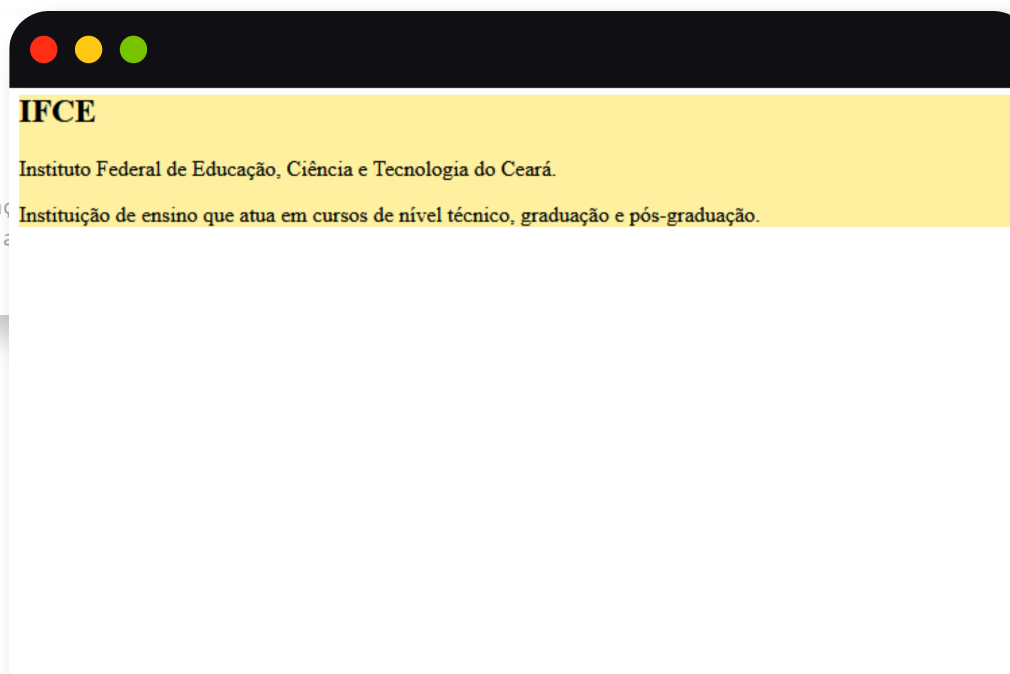 IFCE
Instituto Federal de Educação, Ciência e Tecnologia do Ceará.
Instituição de ensino que atua em cursos de nível técnico, graduação e pós-graduação.